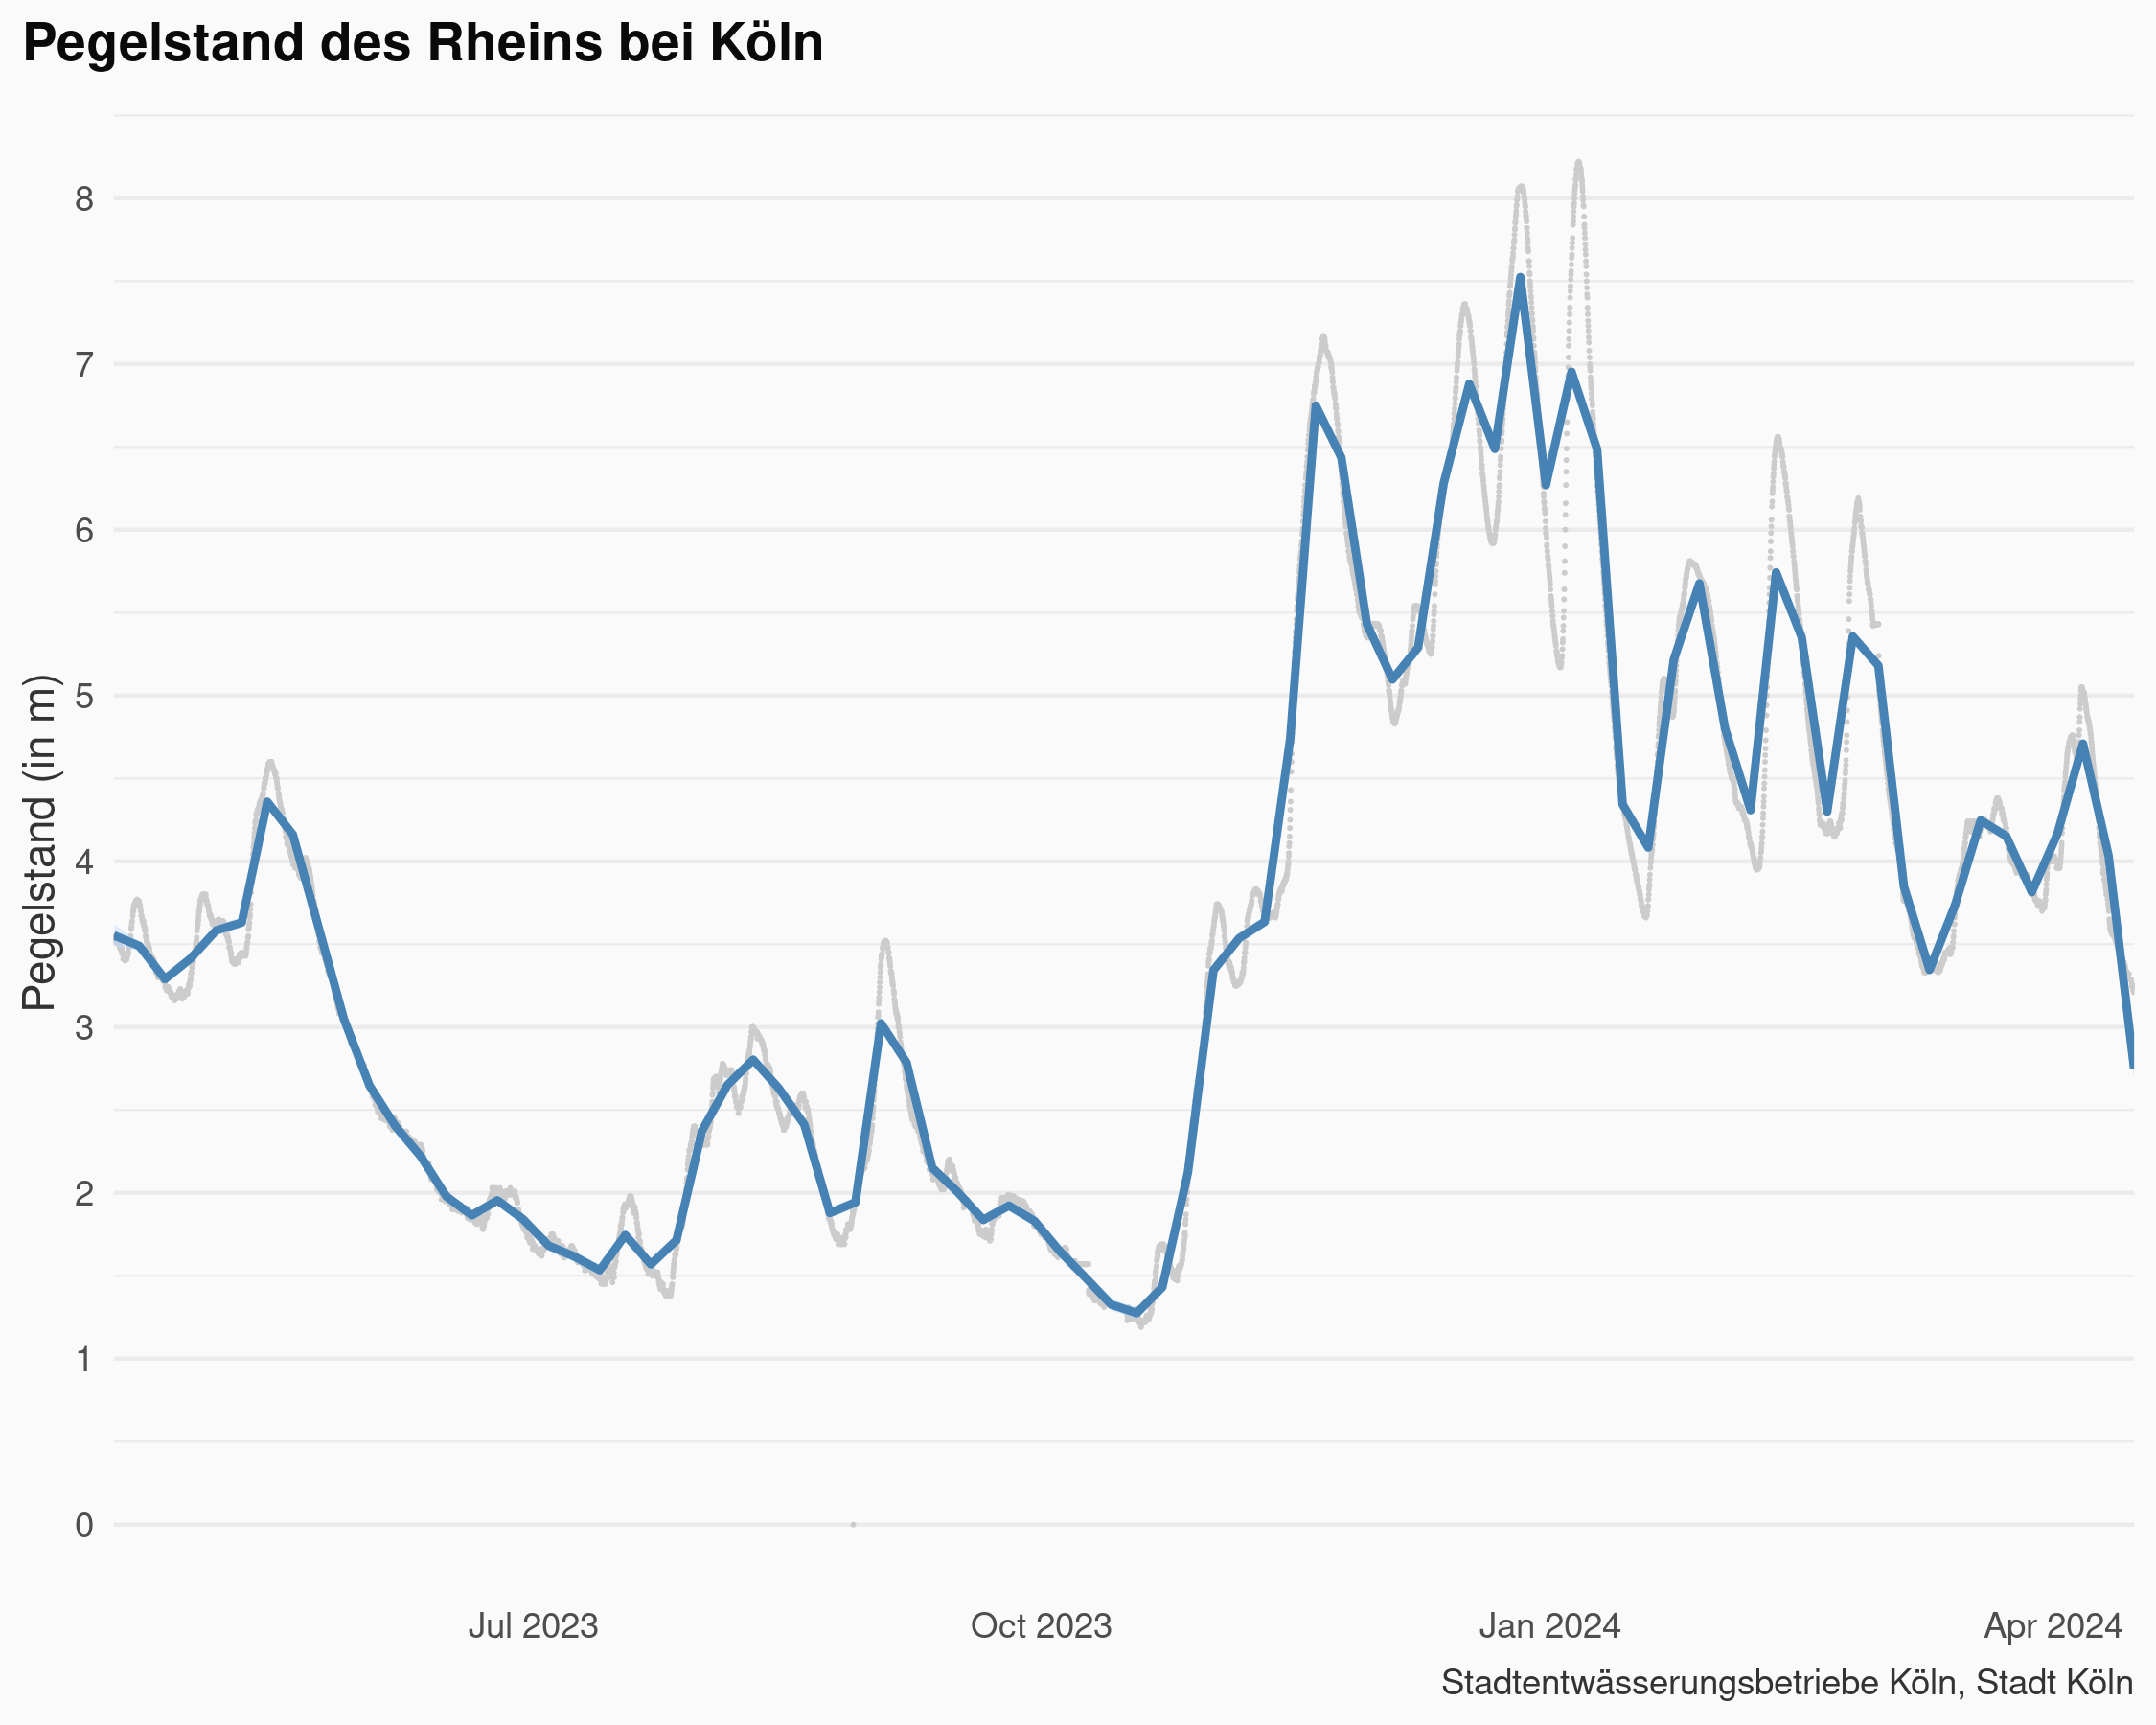 Pegelstand des Rheins bei Köln
Pegelstand (in m)
8
7
6
5
4
3
2
1
0
Jul 2023 Oct 2023 Jan 2024 Apr 2024
Stadtentwässerungsbetriebe Köln, Stadt Köln